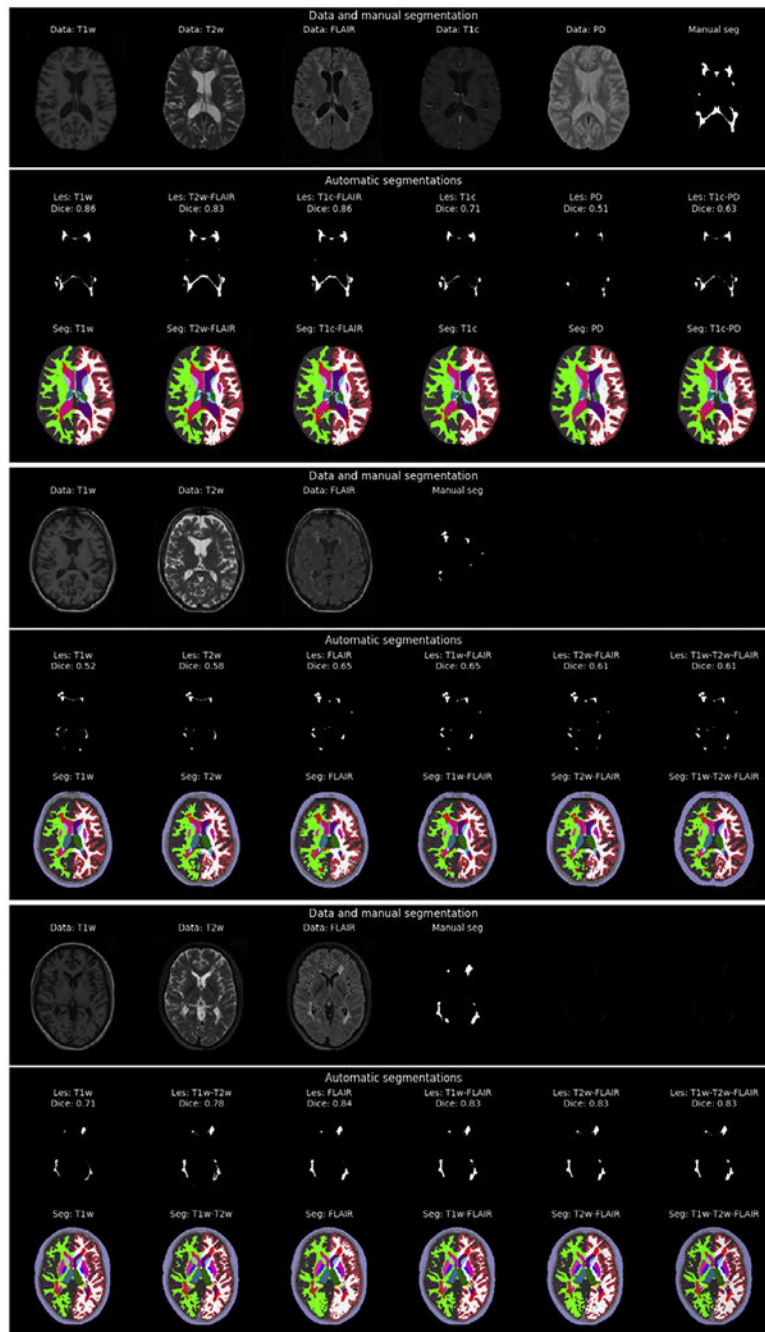 Data and manual segmentation
Data: T1w Data: T2w Data: FLAIR Data: T1c Data: PD Manual seg
Automatic segmentations
Les: T1w Les: T2w-FLAIR Les: T1c-FLAIR Les: T1c Les: PD Les: T1c-PD
Dice: 0.86 Dice: 0.83 Dice: 0.86 Dice: 0.71 Dice: 0.51 Dice: 0.63
Seg: T1w Seg: T2w-FLAIR Seg: T1c-FLAIR Seg: T1c Seg: PD Seg: T1c-PD
Data and manual segmentation
Data: T1w Data: T2w Data: FLAIR Manual seg
Automatic segmentations
Les: T1w Les: T2w Les: FLAIR Les: T1w-FLAIR Les: T2w-FLAIR Les: T1w-T2w-FLAIR
Dice: 0.52 Dice: 0.58 Dice: 0.65 Dice: 0.65 Dice: 0.61 Dice: 0.61
Seg: T1w Seg: T2w Seg: FLAIR Seg: T1w-FLAIR Seg: T2w-FLAIR Seg: T1w-T2w-FLAIR
Data and manual segmentation
Data: T1w Data: T2w Data: FLAIR Manual seg
Automatic segmentations
Les: T1w Les: T1w-T2w Les: FLAIR Les: T1w-FLAIR Les: T2w-FLAIR Les: T1w-T2w-FLAIR
Dice: 0.71 Dice: 0.78 Dice: 0.84 Dice: 0.83 Dice: 0.83 Dice: 0.83
Seg: T1w Seg: T1w-T2w Seg: FLAIR Seg: T1w-FLAIR Seg: T2w-FLAIR Seg: T1w-T2w-FLAIR